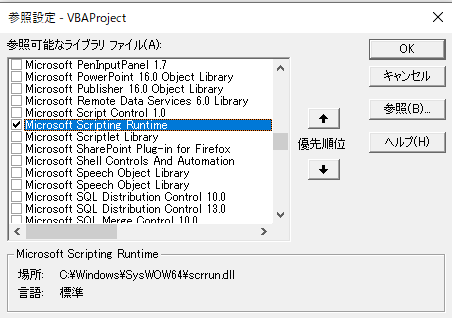 参照設定 - VBAProject
参照可能なライブラリ ファイル(A):
Microsoft PenInputPanel 1.7
Microsoft PowerPoint 16.0 Object Library
Microsoft Publisher 16.0 Object Library
Microsoft Remote Data Services 6.0 Library
Microsoft Script Control 1.0
Microsoft Scripting Runtime
Microsoft Scriptlet Library
Microsoft SharePoint Plug-in for Firefox
Microsoft Shell Controls And Automation
Microsoft Speech Object Library
Microsoft Speech Object Library
Microsoft SQL Distribution Control 10.0
Microsoft SQL Distribution Control 13.0
Microsoft SQL Merge Control 10.0
優先順位
OK
キャンセル
参照(B)...
ヘルプ(H)
Microsoft Scripting Runtime
場所: C:¥Windows¥SysWOW64¥scrrun.dll
言語: 標準